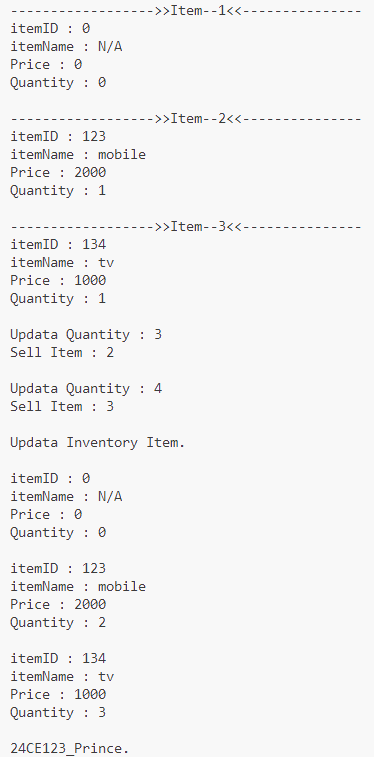 ------------------>>Item--1<<---------------
itemID : 0
itemName : N/A
Price : 0
Quantity : 0

------------------>>Item--2<<---------------
itemID : 123
itemName : mobile
Price : 2000
Quantity : 1

------------------>>Item--3<<---------------
itemID : 134
itemName : tv
Price : 1000
Quantity : 1

Updata Quantity : 3
Sell Item : 2

Updata Quantity : 4
Sell Item : 3

Updata Inventory Item.

itemID : 0
itemName : N/A
Price : 0
Quantity : 0

itemID : 123
itemName : mobile
Price : 2000
Quantity : 2

itemID : 134
itemName : tv
Price : 1000
Quantity : 3

24CE123_Prince.